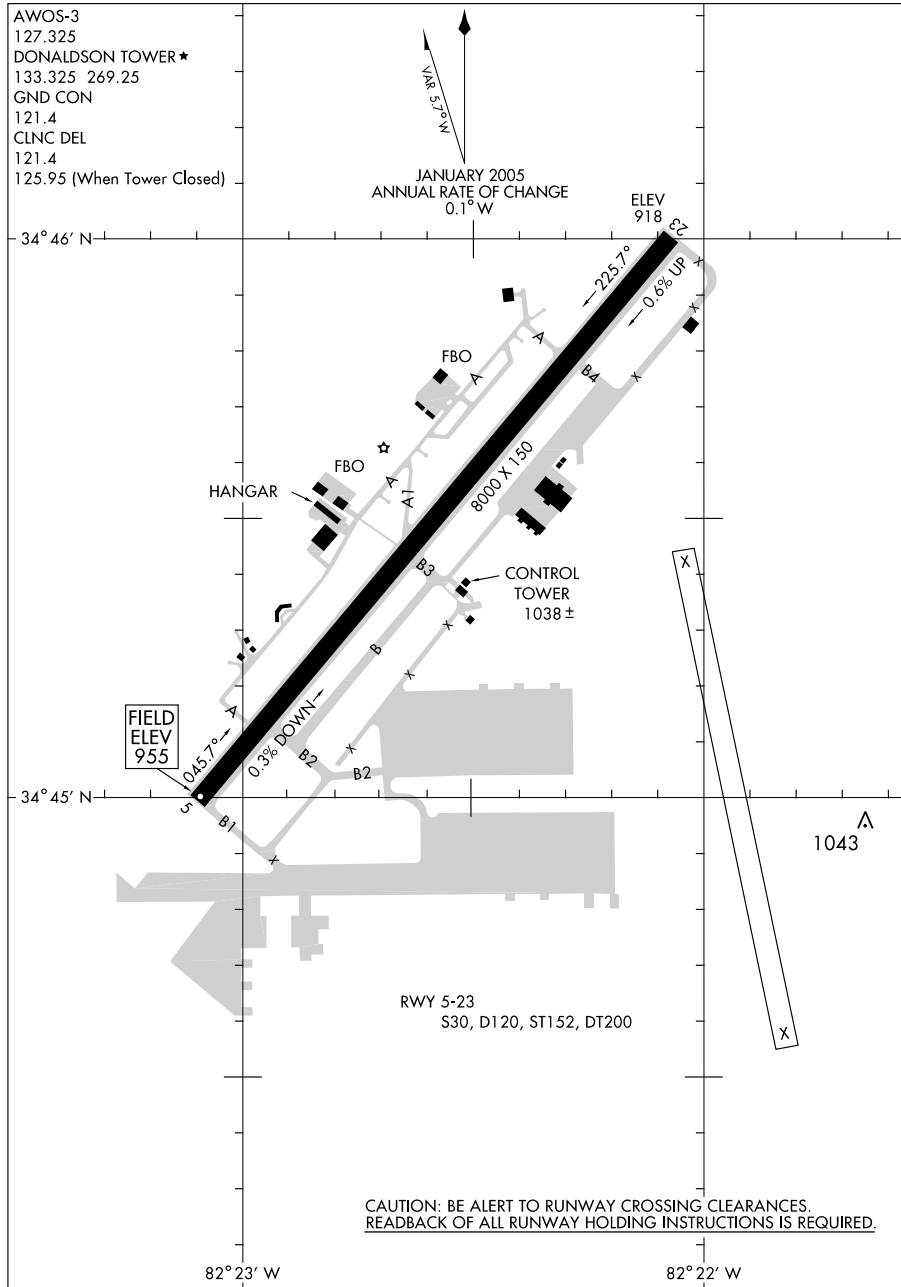 AWOS-3
127.325
DONALDSON TOWER ★
133.325 269.25
GND CON
121.4
CLNC DEL
121.4
125.95 (When Tower Closed)
VAR 5.7° W
JANUARY 2005
ANNUAL RATE OF CHANGE
0.1° W
ELEV
918
23
34° 46' N
225.7°
0.6% UP
X
X
A
FBO
A
B4
X
8000 X 150
FBO
A
A1
HANGAR
B3
CONTROL
TOWER
1038 ±
X
X
B
X
A
FIELD
ELEV
955
045.7°
0.3% DOWN
X
B2
B2
34° 45' N
5
B1
X
1043
RWY 5-23
S30, D120, ST152, DT200
X
CAUTION: BE ALERT TO RUNWAY CROSSING CLEARANCES.
READBACK OF ALL RUNWAY HOLDING INSTRUCTIONS IS REQUIRED.
82° 23' W
82° 22' W